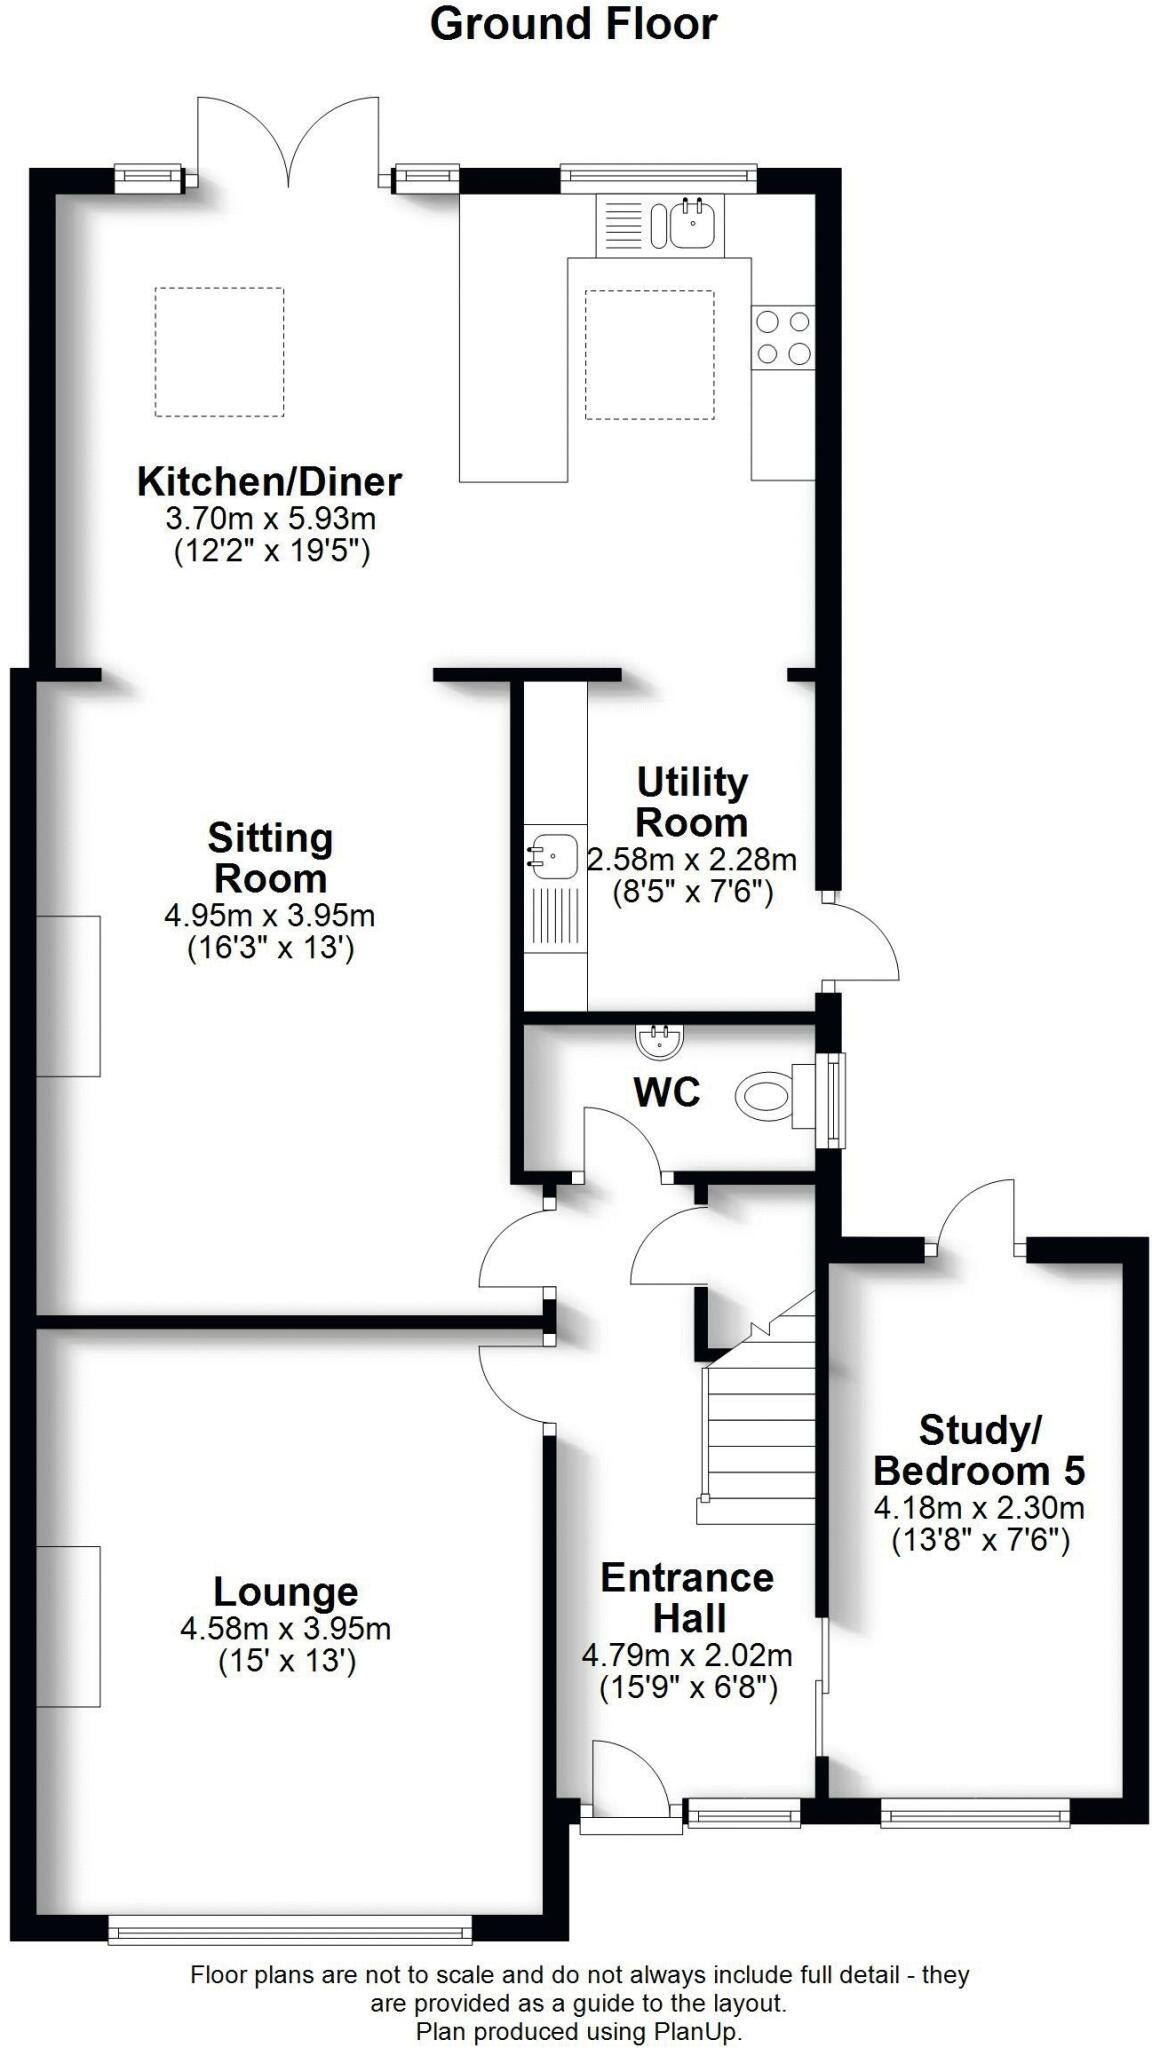 Ground Floor
Kitchen/Diner
3.70m x 5.93m
(12'2" x 19'5")
Utility
Room
2.58m x 2.28m
(8'5" x 7'6")
Sitting
Room
4.95m x 3.95m
(16'3" x 13')
WC
Study/
Bedroom 5
4.18m x 2.30m
(13'8" x 7'6")
Lounge
4.58m x 3.95m
(15' x 13')
Entrance
Hall
4.79m x 2.02m
(15'9" x 6'8")
Floor plans are not to scale and do not always include full detail - they
are provided as a guide to the layout.
Plan produced using PlanUp.